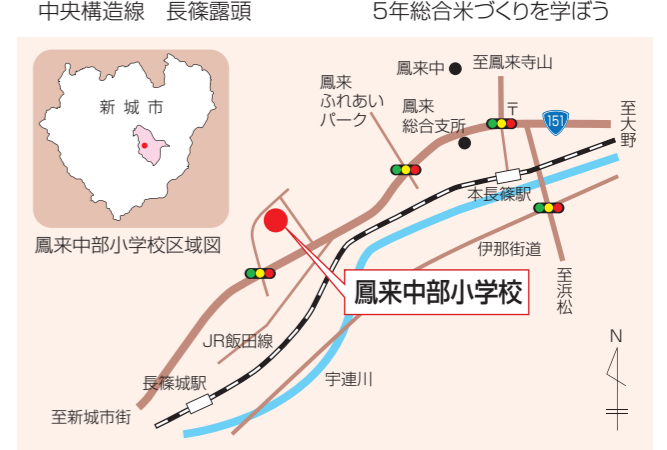 中央構造線 長篠露頭
5年総合米づくりを学ぼう
新城市
鳳来中部小学校区域図
鳳来
ふれあい
パーク
鳳来中
至鳳来寺山
鳳来
総合支所
〒
151
至大野
本長篠駅
伊那街道
至浜松
鳳来中部小学校
JR飯田線
長篠城駅
宇連川
至新城市街
N